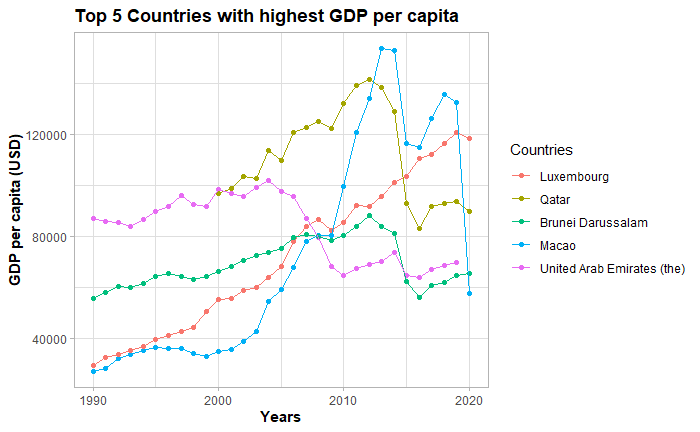 Top 5 Countries with highest GDP per capita
GDP per capita (USD)
120000
80000
40000
1990
2000
2010
2020
Years
Countries
Luxembourg
Qatar
Brunei Darussalam
Macao
United Arab Emirates (the)